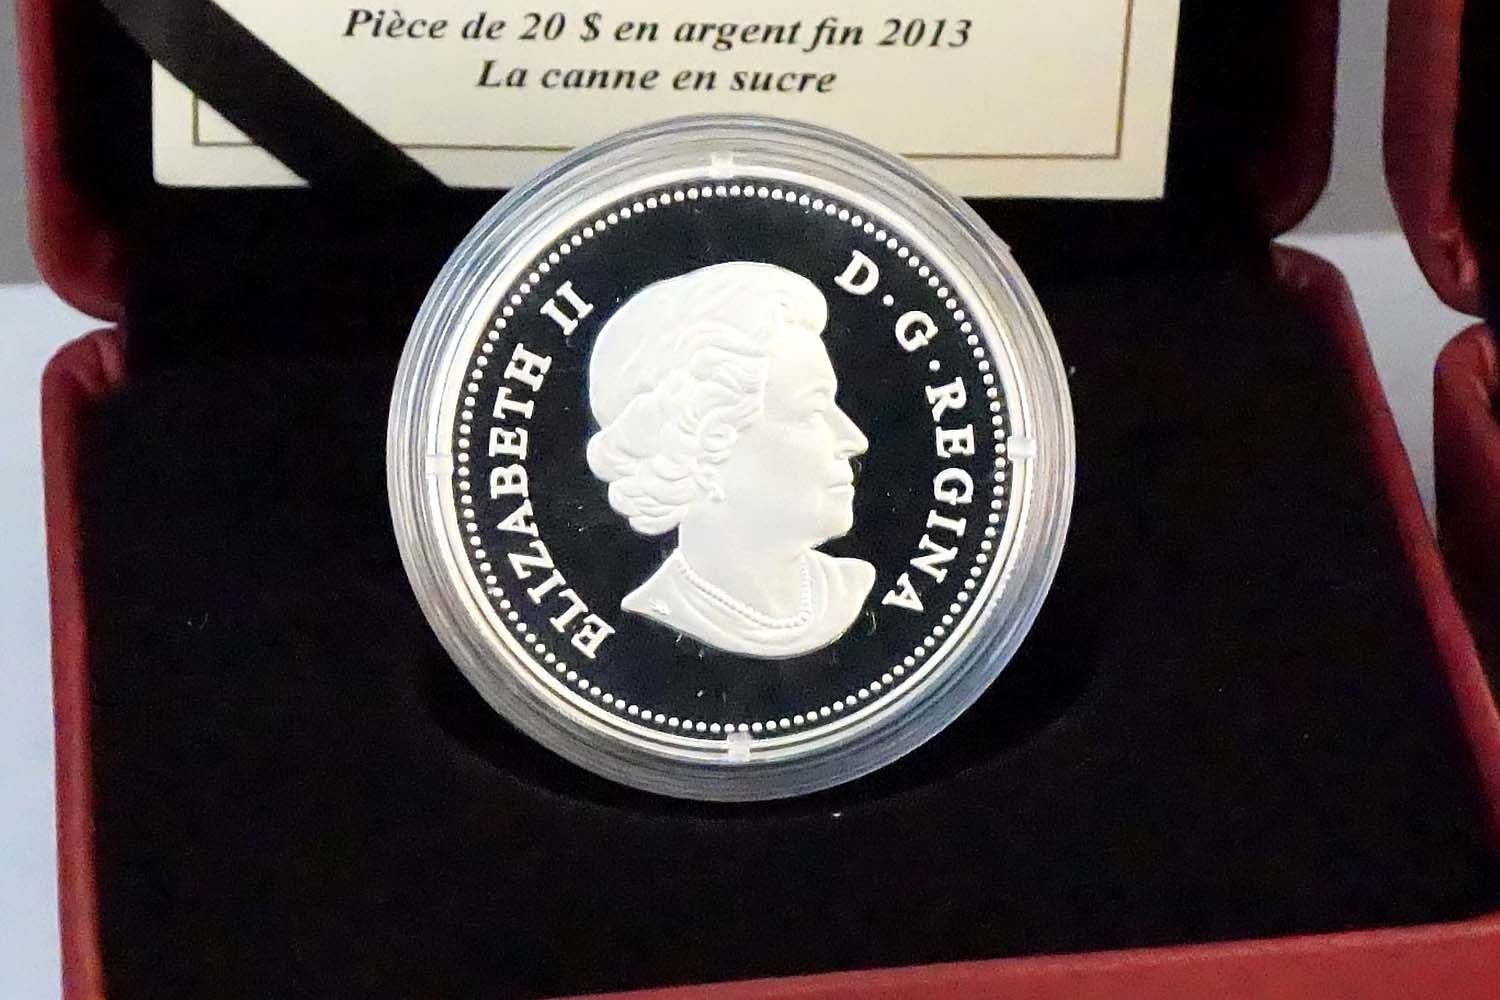 Pièce de 20 $ en argent fin 2013
La canne en sucre
ELIZABETH II
D·G·REGINA